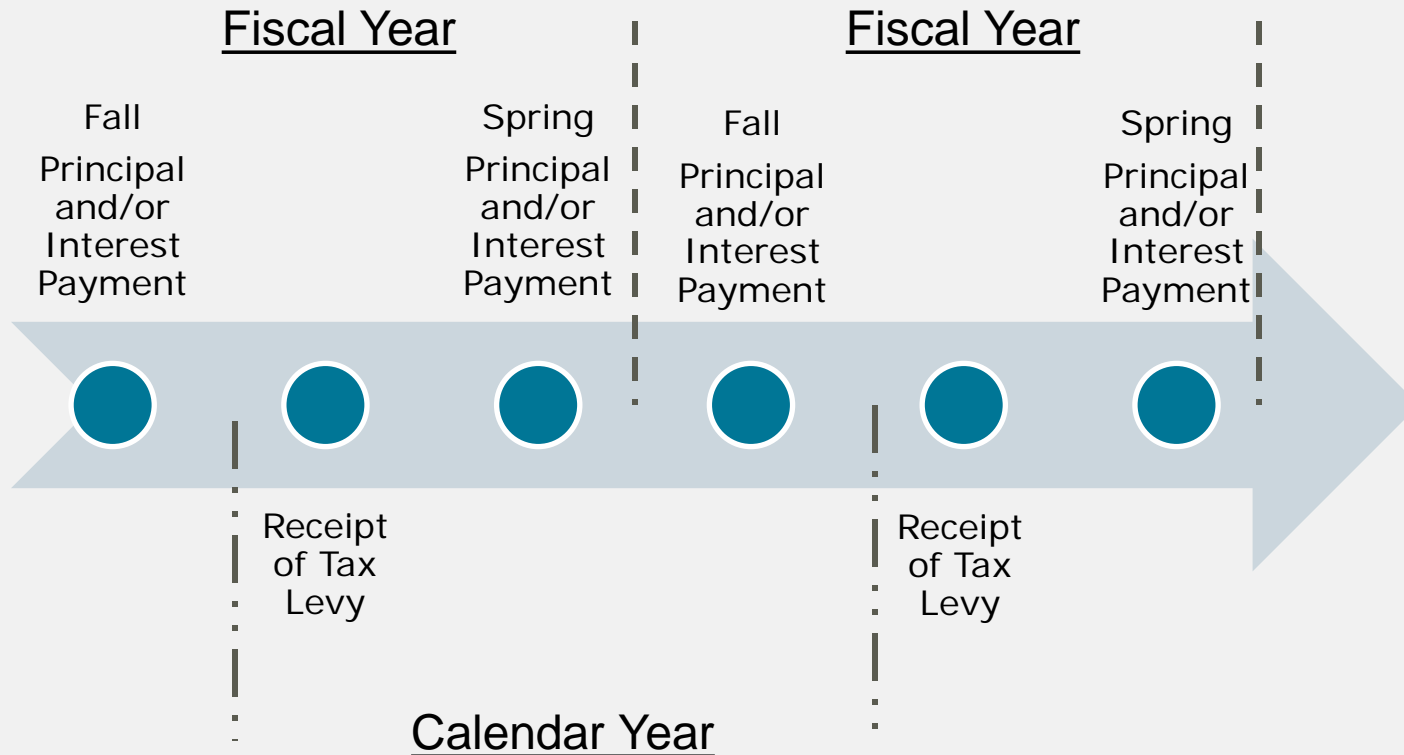 Fiscal Year
Fiscal Year
Fall
Principal
and/or
Interest
Payment
Spring
Principal
and/or
Interest
Payment
Fall
Principal
and/or
Interest
Payment
Spring
Principal
and/or
Interest
Payment
Receipt
of Tax
Levy
Receipt
of Tax
Levy
Calendar Year